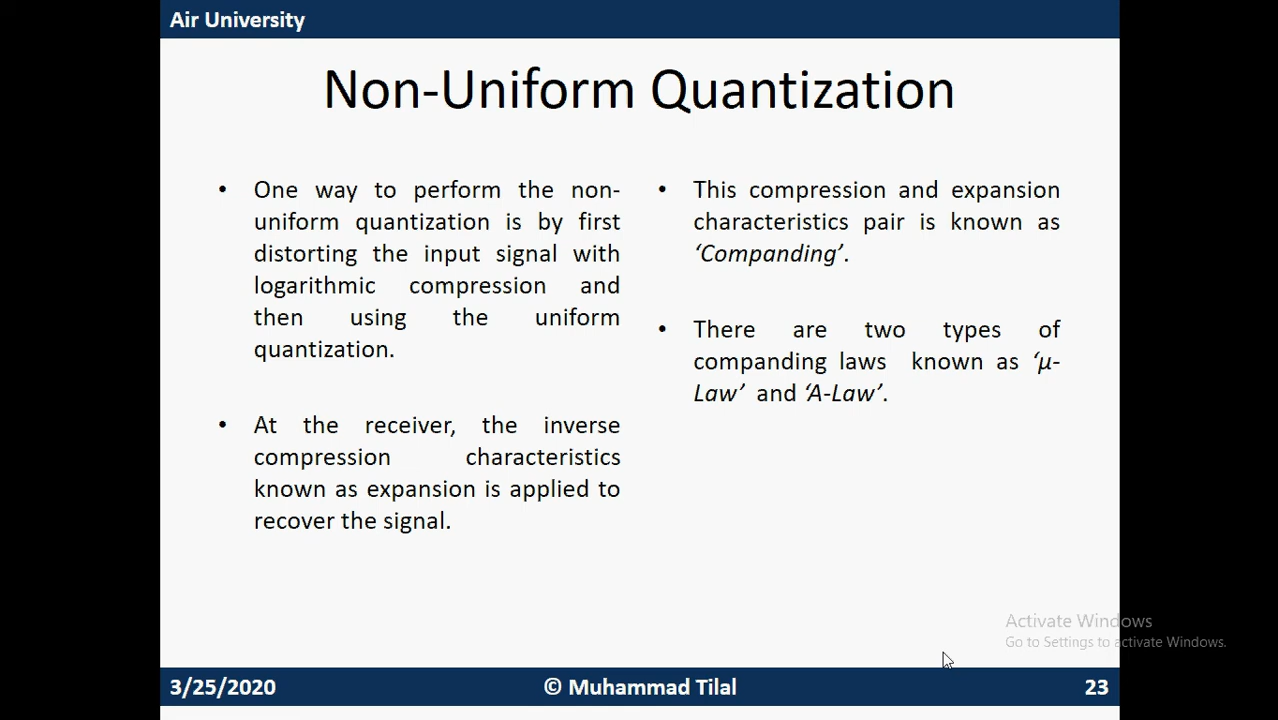 Air University
Non-Uniform Quantization
• One way to perform the non-
uniform quantization is by first
distorting the input signal with
logarithmic compression and
then using the uniform
quantization.
• At the receiver, the inverse
compression characteristics
known as expansion is applied to
recover the signal.
• This compression and expansion
characteristics pair is known as
‘Companding’.
• There are two types of
companding laws known as ‘μ-
Law’ and ‘A-Law’.
Activate Windows
Go to Settings to activate Windows.
3/25/2020
© Muhammad Tilal
23